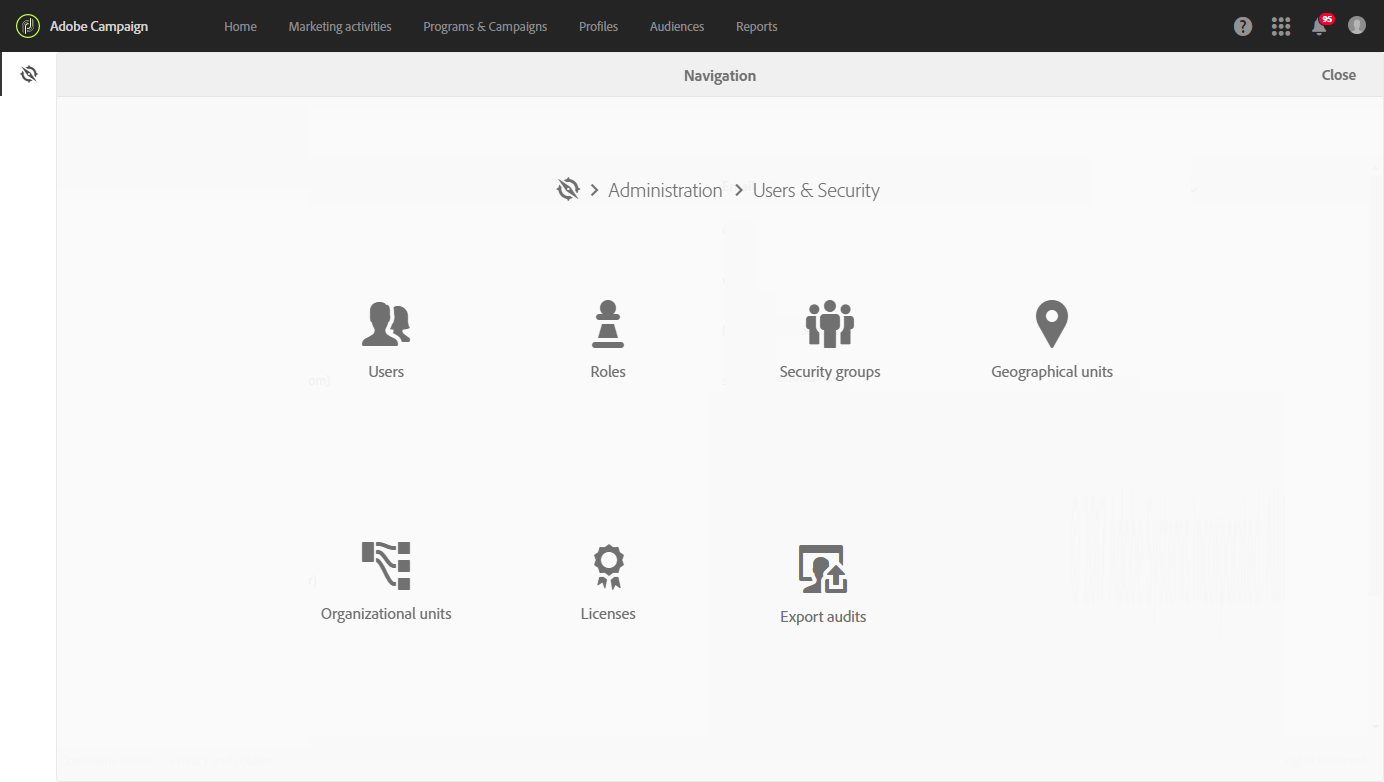 Adobe Campaign Home Marketing activities Programs & Campaigns Profiles Audiences Reports 95
Navigation Close
Administration Users & Security
Users Roles Security groups Geographical units
Organizational units Licenses Export audits